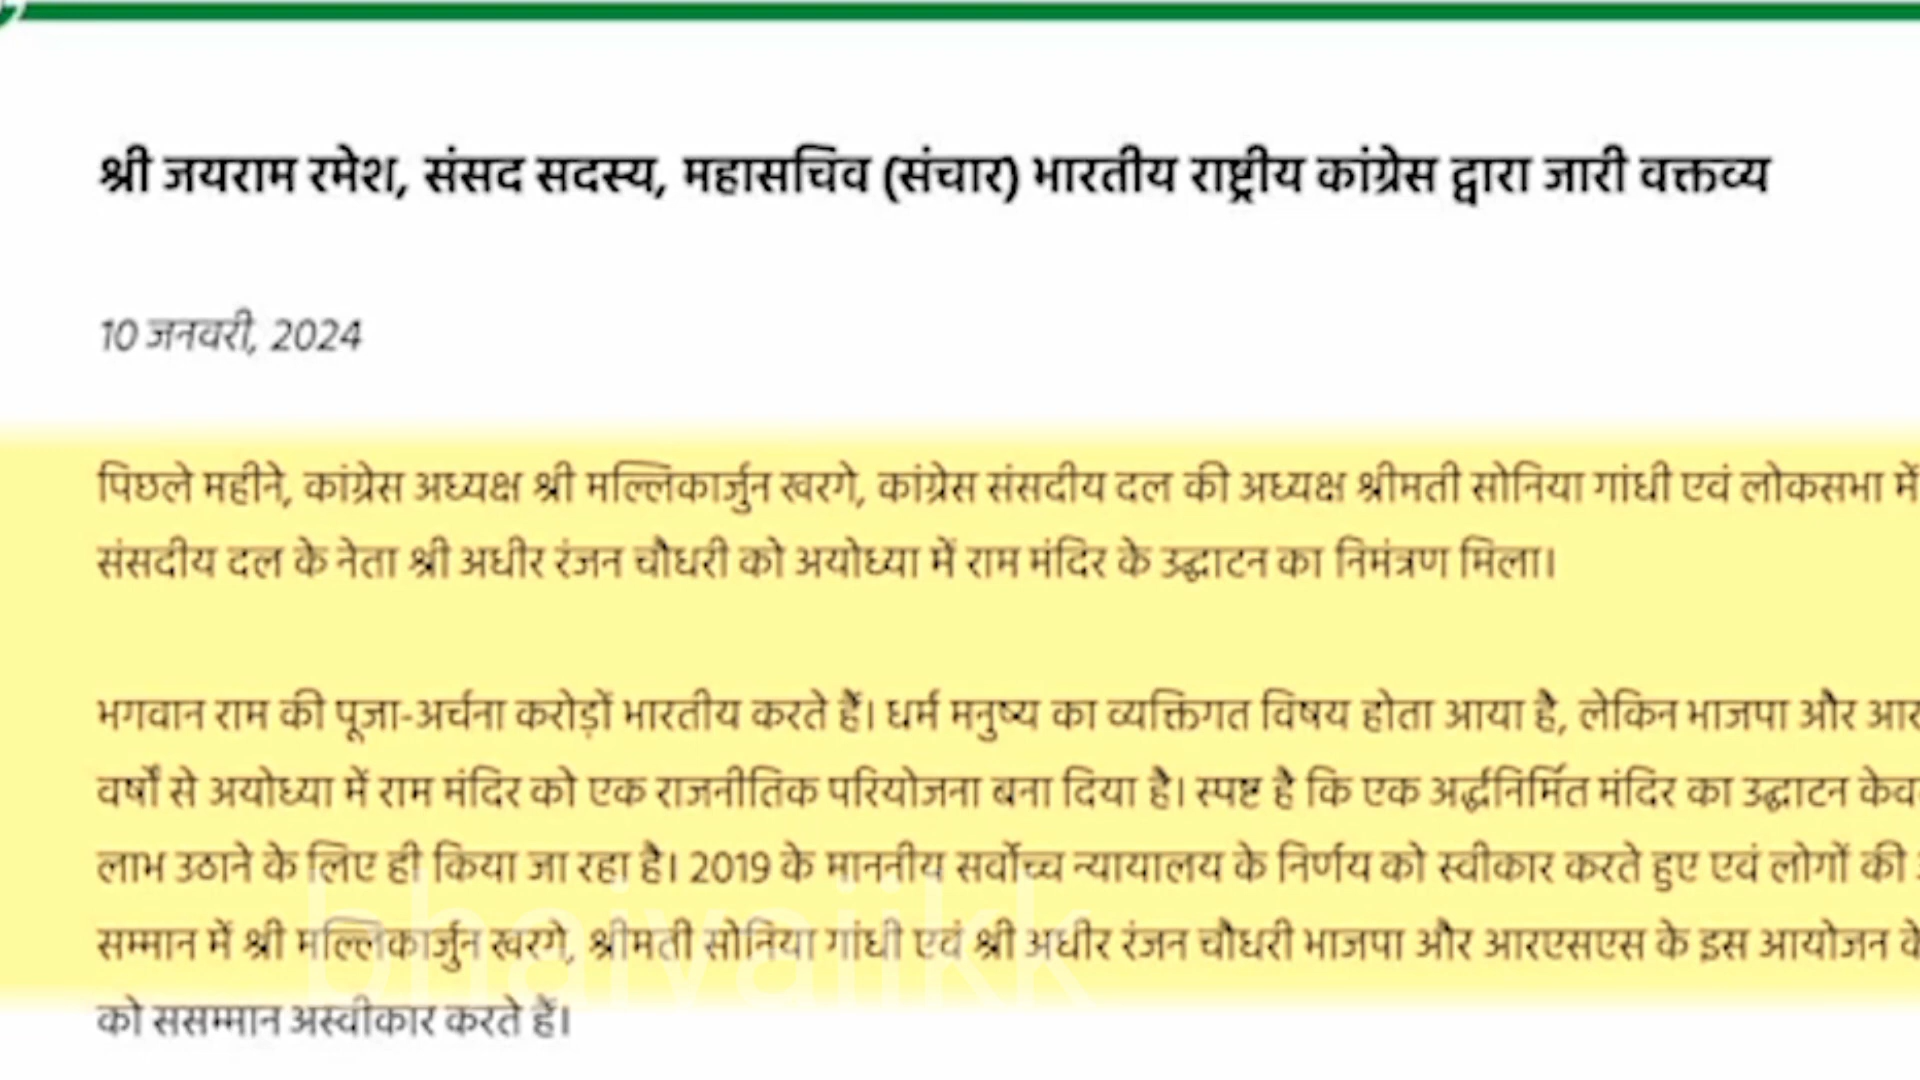 श्री जयराम रमेश, संसद सदस्य, महासचिव (संचार) भारतीय राष्ट्रीय कांग्रेस द्वारा जारी वक्तव्य
10 जनवरी, 2024
पिछले महीने, कांग्रेस अध्यक्ष श्री मल्लिकार्जुन खरगे, कांग्रेस संसदीय दल की अध्यक्ष श्रीमती सोनिया गांधी एवं लोकसभा में
संसदीय दल के नेता श्री अधीर रंजन चौधरी को अयोध्या में राम मंदिर के उद्घाटन का निमंत्रण मिला।
भगवान राम की पूजा-अर्चना करोड़ों भारतीय करते हैं। धर्म मनुष्य का व्यक्तिगत विषय होता आया है, लेकिन भाजपा और
वर्षों से अयोध्या में राम मंदिर को एक राजनीतिक परियोजना बना दिया है। स्पष्ट है कि एक अर्द्धनिर्मित मंदिर का उद्घाटन
लाभ उठाने के लिए ही किया जा रहा है। 2019 के माननीय सर्वोच्च न्यायालय के निर्णय को स्वीकार करते हुए एवं लोगों की
सम्मान में श्री मल्लिकार्जुन खरगे, श्रीमती सोनिया गांधी एवं श्री अधीर रंजन चौधरी भाजपा और आरएसएस के इस आयोजन के
को ससम्मान अस्वीकार करते हैं।
bhaiyajikk